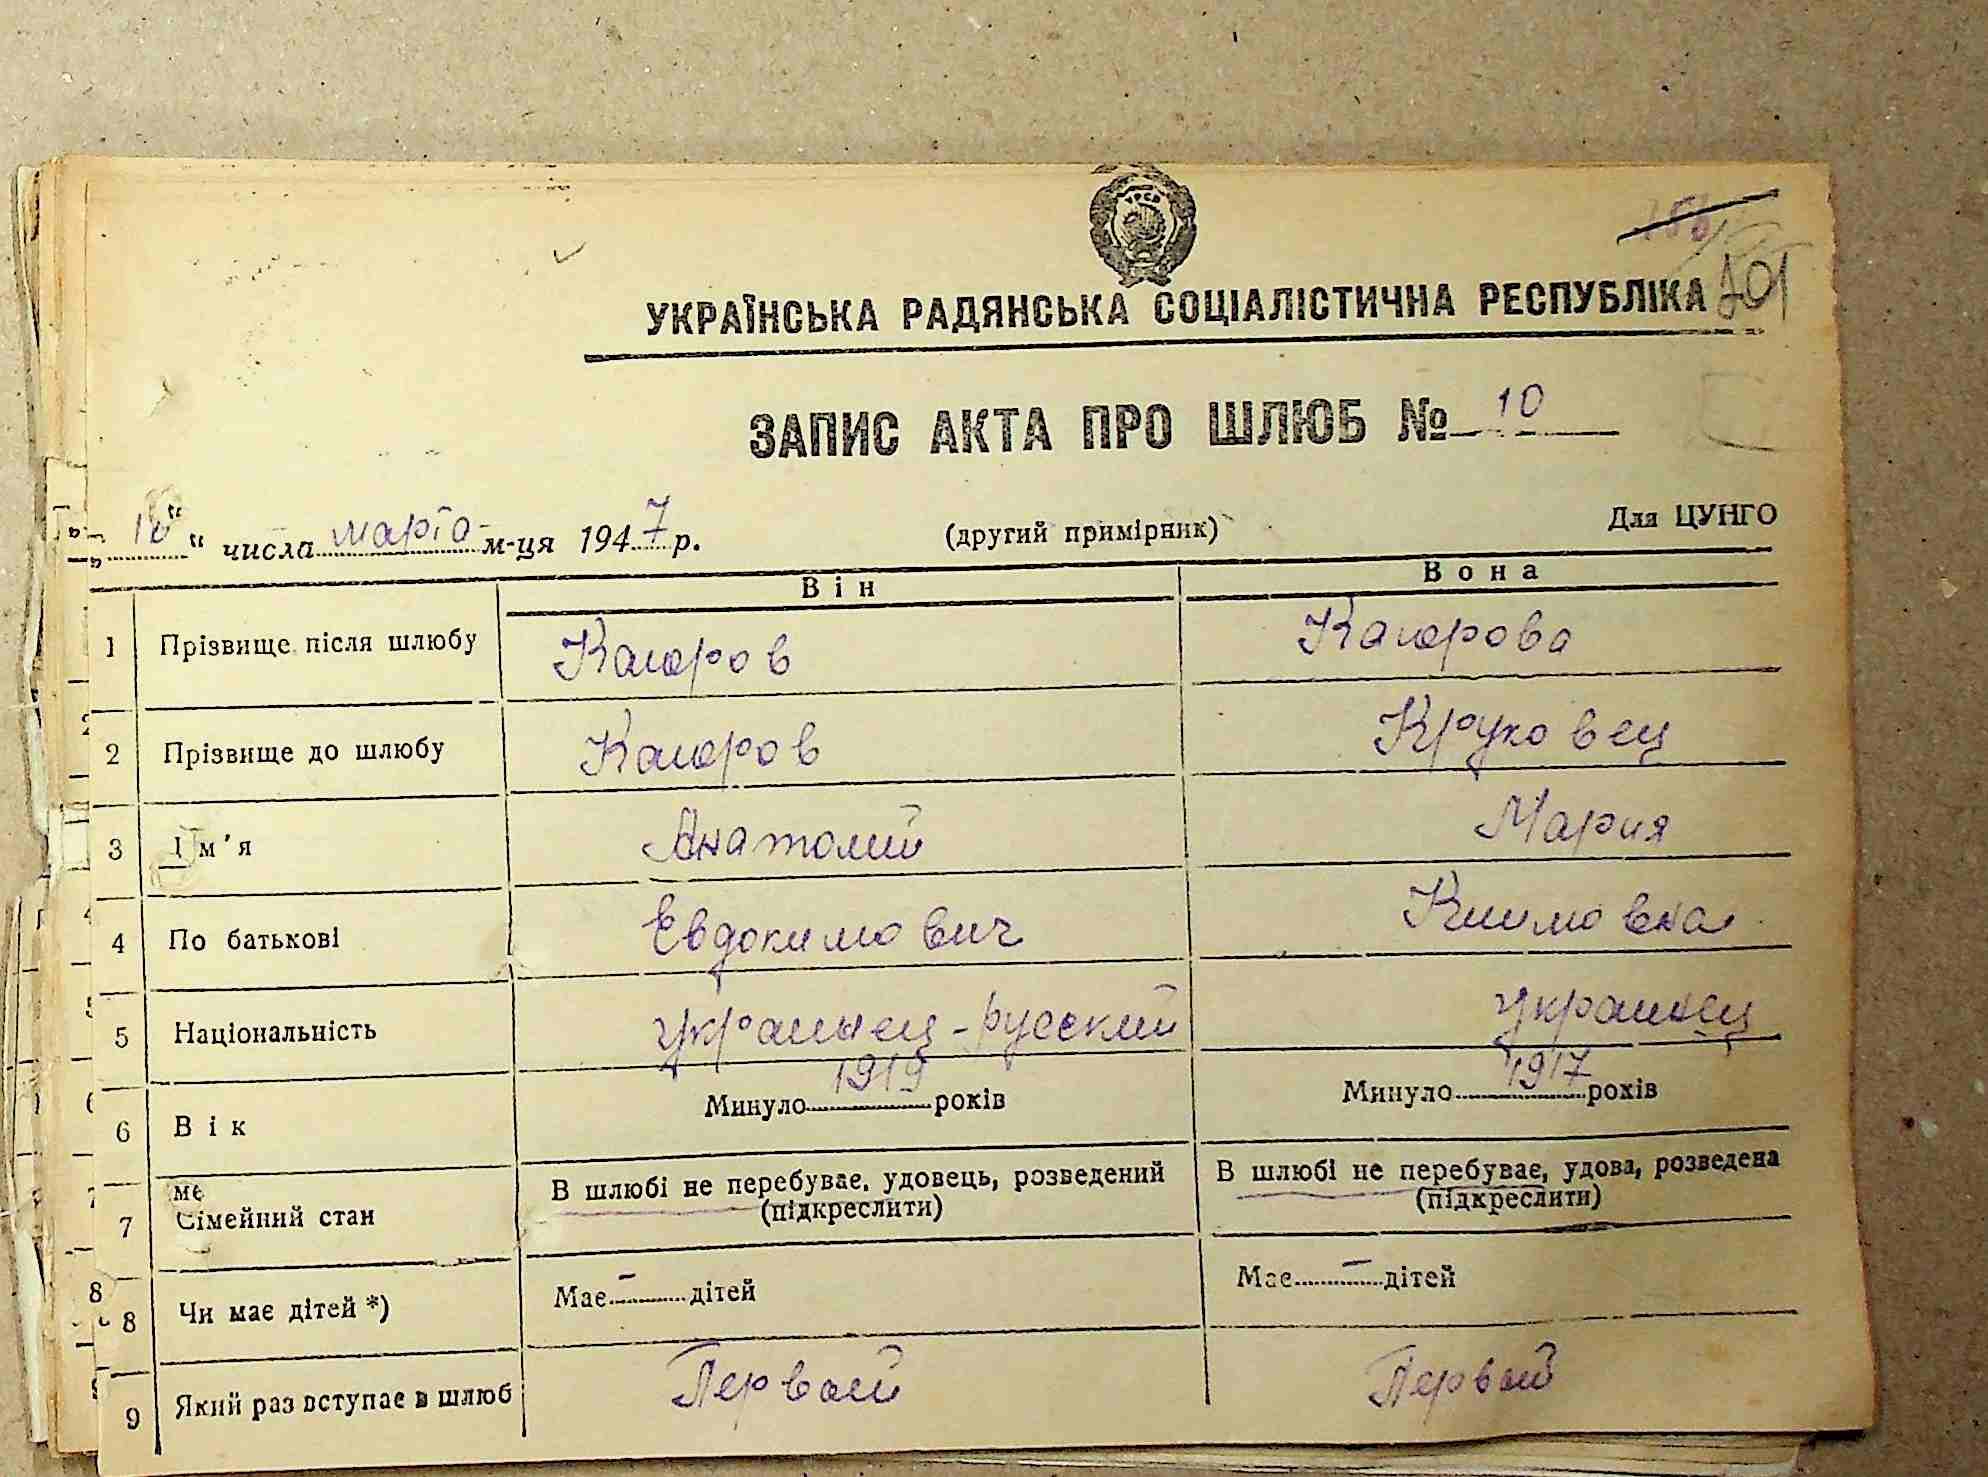 УРСР
УКРАЇНСЬКА РАДЯНСЬКА СОЦІАЛІСТИЧНА РЕСПУБЛІКА 101
ЗАПИС АКТА ПРО ШЛЮБ № 10
"10" числа марта м-ця 1947 р. (другий примірник) Для ЦУНГО
Він Вона
1 Прізвище після шлюбу Каюров Каюрова
2 Прізвище до шлюбу Каюров Круковец
3 Ім'я Анатолий Мария
4 По батькові Евдокимович Климовна
5 Національність украинец-русский украинец
6 Вік Минуло 1919 років Минуло 1917 років
7 Сімейний стан В шлюбі не перебуває, удовець, розведений (підкреслити) В шлюбі не перебуває, удова, розведена (підкреслити)
8 Чи має дітей *) Має – дітей Має – дітей
9 Який раз вступає в шлюб Первый Первый